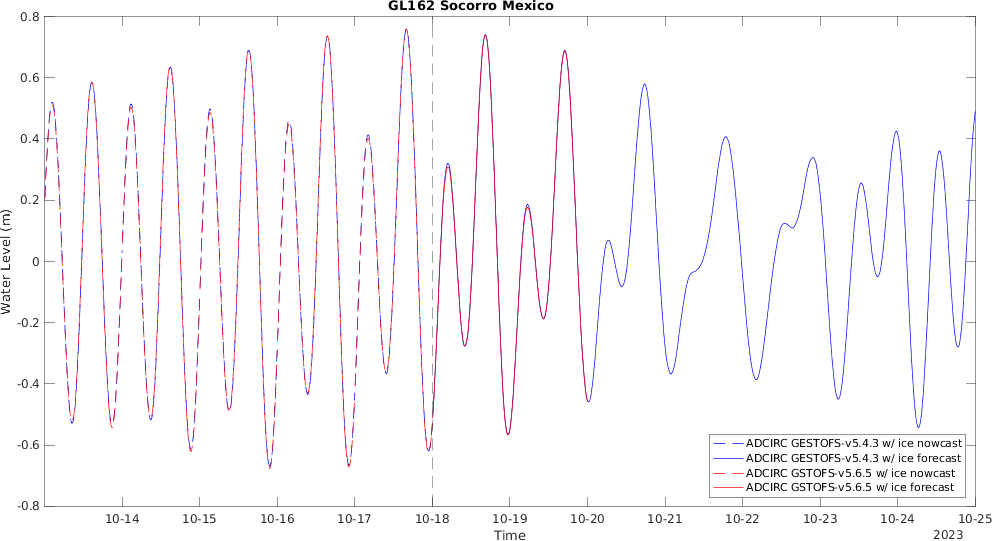 GL162 Socorro Mexico
Water Level (m)
0.8
0.6
0.4
0.2
0
-0.2
-0.4
-0.6
-0.8
ADCIRC GESTOFS-v5.4.3 w/ ice nowcast
ADCIRC GESTOFS-v5.4.3 w/ ice forecast
ADCIRC GSTOFS-v5.6.5 w/ ice nowcast
ADCIRC GSTOFS-v5.6.5 w/ ice forecast
10-14 10-15 10-16 10-17 10-18 10-19 10-20 10-21 10-22 10-23 10-24 10-25
Time
2023